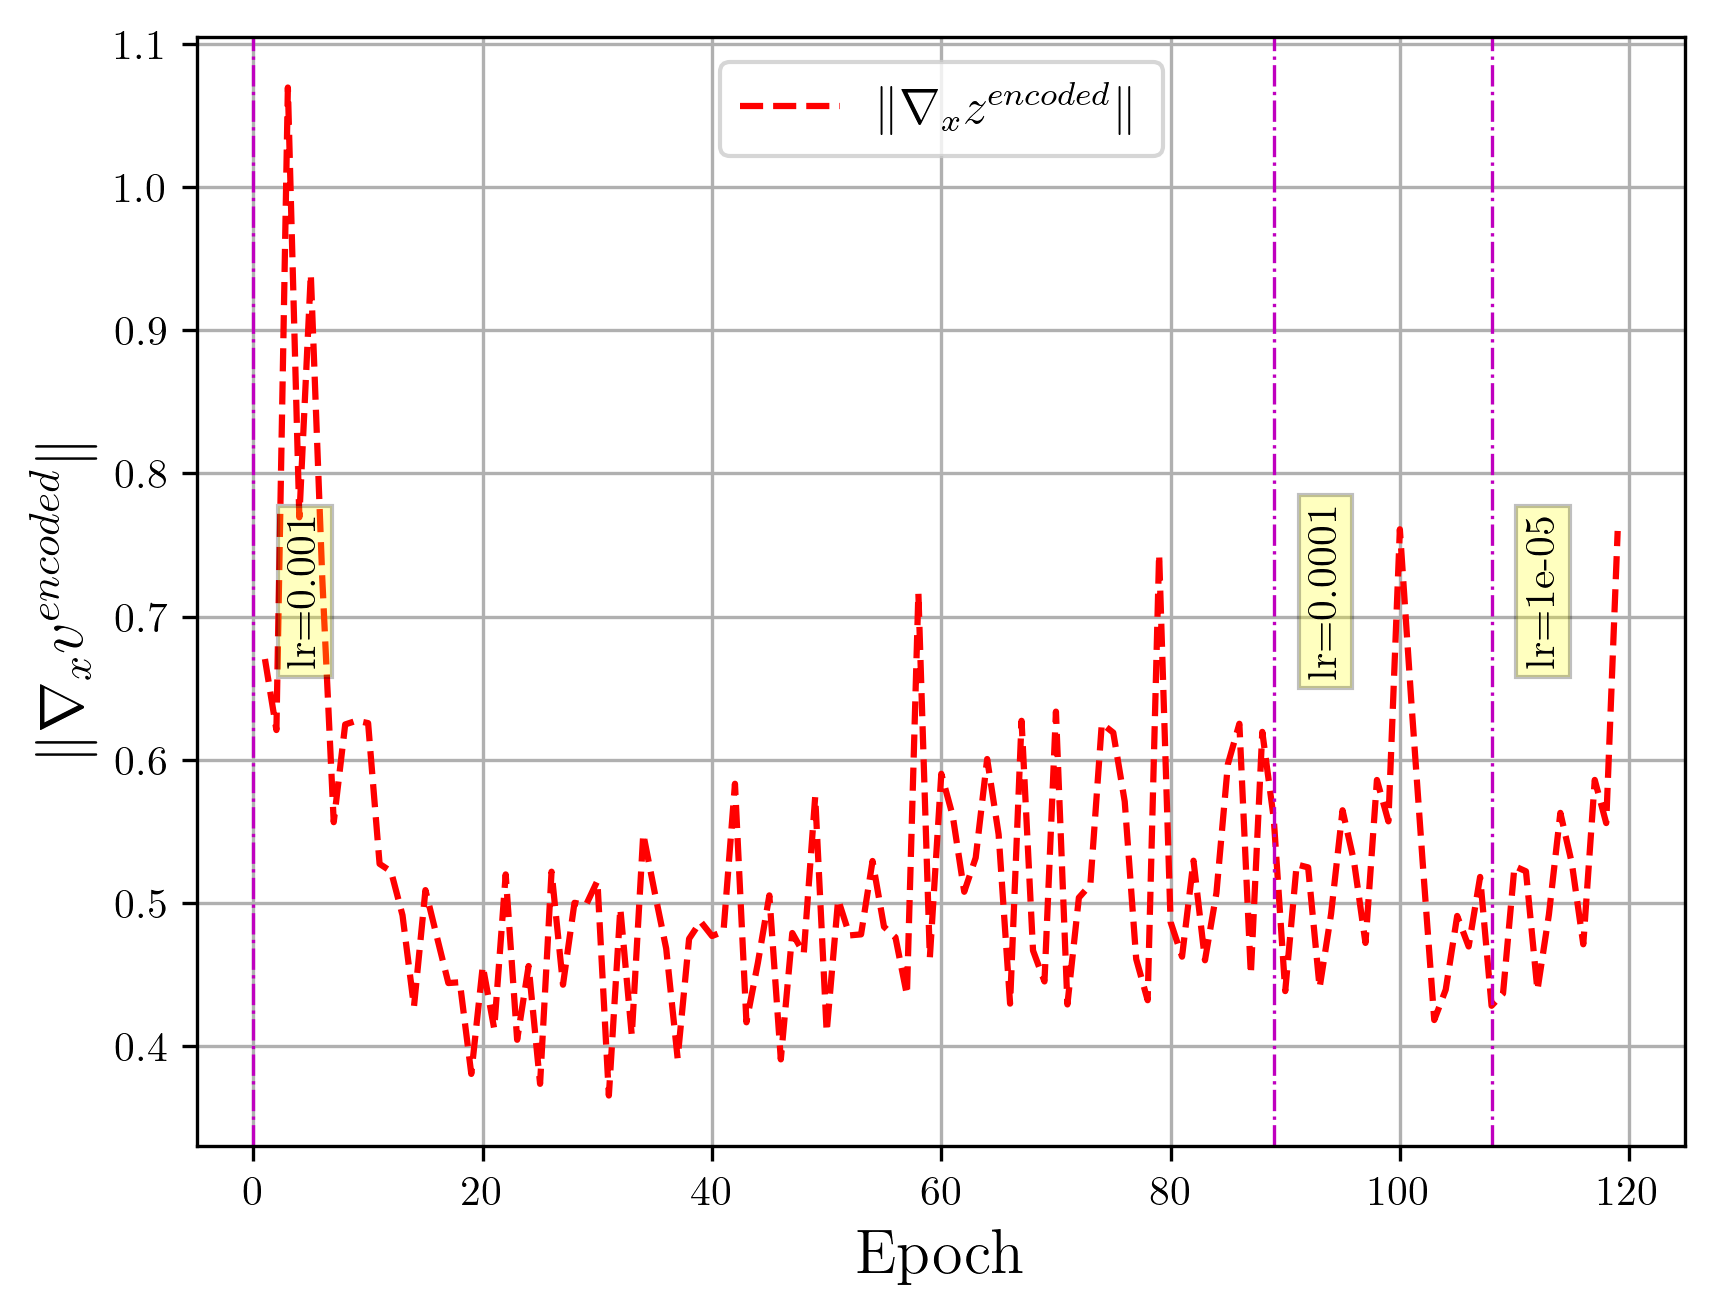 ‖∇ₓz^{encoded}‖
1.1
1.0
0.9
0.8
0.7
0.6
0.5
0.4
‖∇ₓv^{encoded}‖
lr=0.001
lr=0.0001
lr=1e-05
0 20 40 60 80 100 120
Epoch